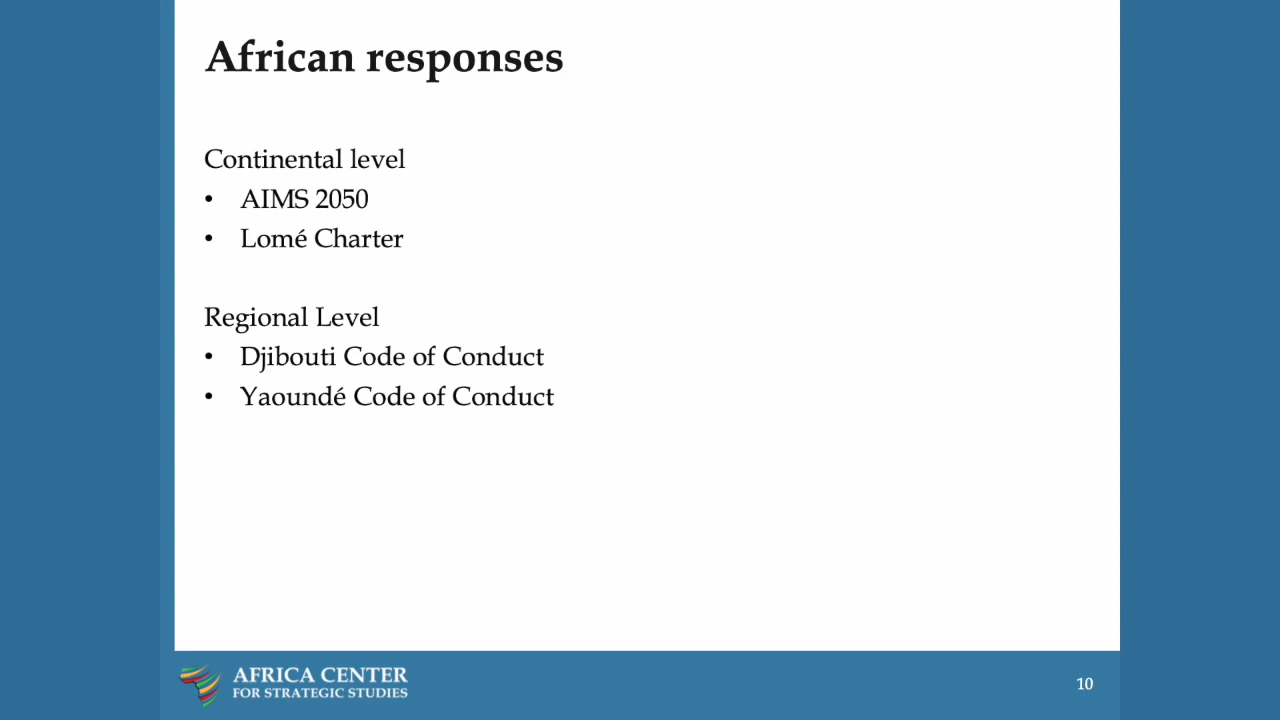 African responses
Continental level
• AIMS 2050
• Lomé Charter
Regional Level
• Djibouti Code of Conduct
• Yaoundé Code of Conduct
AFRICA CENTER
FOR STRATEGIC STUDIES
10